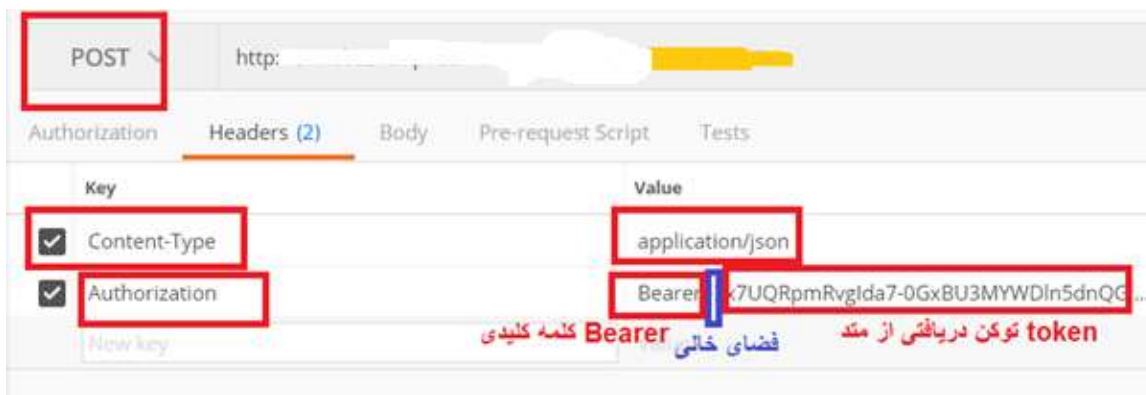 POST http:
Authorization Headers (2) Body Pre-request Script Tests
Key Value
Content-Type application/json
Authorization Bearer x7UQRpmRvgIda7-0GxBU3MYWDln5dnQG...
New key
کلمه کلیدی Bearer فضای خالی توکن دریافتی از متد token